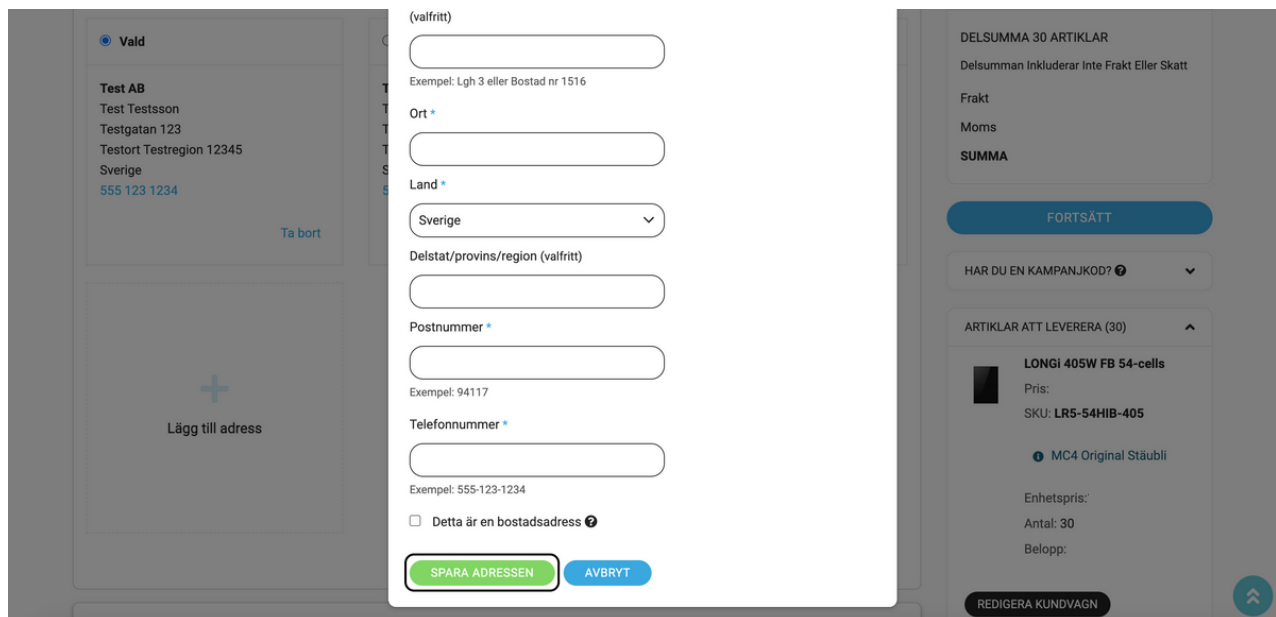 Vald
Test AB
Test Testsson
Testgatan 123
Testort Testregion 12345
Sverige
555 123 1234
Ta bort
Lägg till adress
(valfritt)
Exempel: Lgh 3 eller Bostad nr 1516
Ort *
Land *
Sverige
Delstat/provins/region (valfritt)
Postnummer *
Exempel: 94117
Telefonnummer *
Exempel: 555-123-1234
Detta är en bostadsadress
SPARA ADRESSEN AVBRYT
DELSUMMA 30 ARTIKLAR
Delsumman Inkluderar Inte Frakt Eller Skatt
Frakt
Moms
SUMMA
FORTSÄTT
HAR DU EN KAMPANJKOD?
ARTIKLAR ATT LEVERERA (30)
LONGi 405W FB 54-cells
Pris:
SKU: LR5-54HIB-405
MC4 Original Stäubli
Enhetspris:
Antal: 30
Belopp:
REDIGERA KUNDVAGN